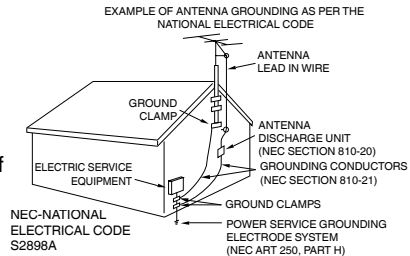 EXAMPLE OF ANTENNA GROUNDING AS PER THE
NATIONAL ELECTRICAL CODE
ANTENNA
LEAD IN WIRE
GROUND
CLAMP
ANTENNA
DISCHARGE UNIT
(NEC SECTION 810-20)
f
ELECTRIC SERVICE
EQUIPMENT
GROUNDING CONDUCTORS
(NEC SECTION 810-21)
GROUND CLAMPS
NEC-NATIONAL
ELECTRICAL CODE
S2898A
POWER SERVICE GROUNDING
ELECTRODE SYSTEM
(NEC ART 250, PART H)